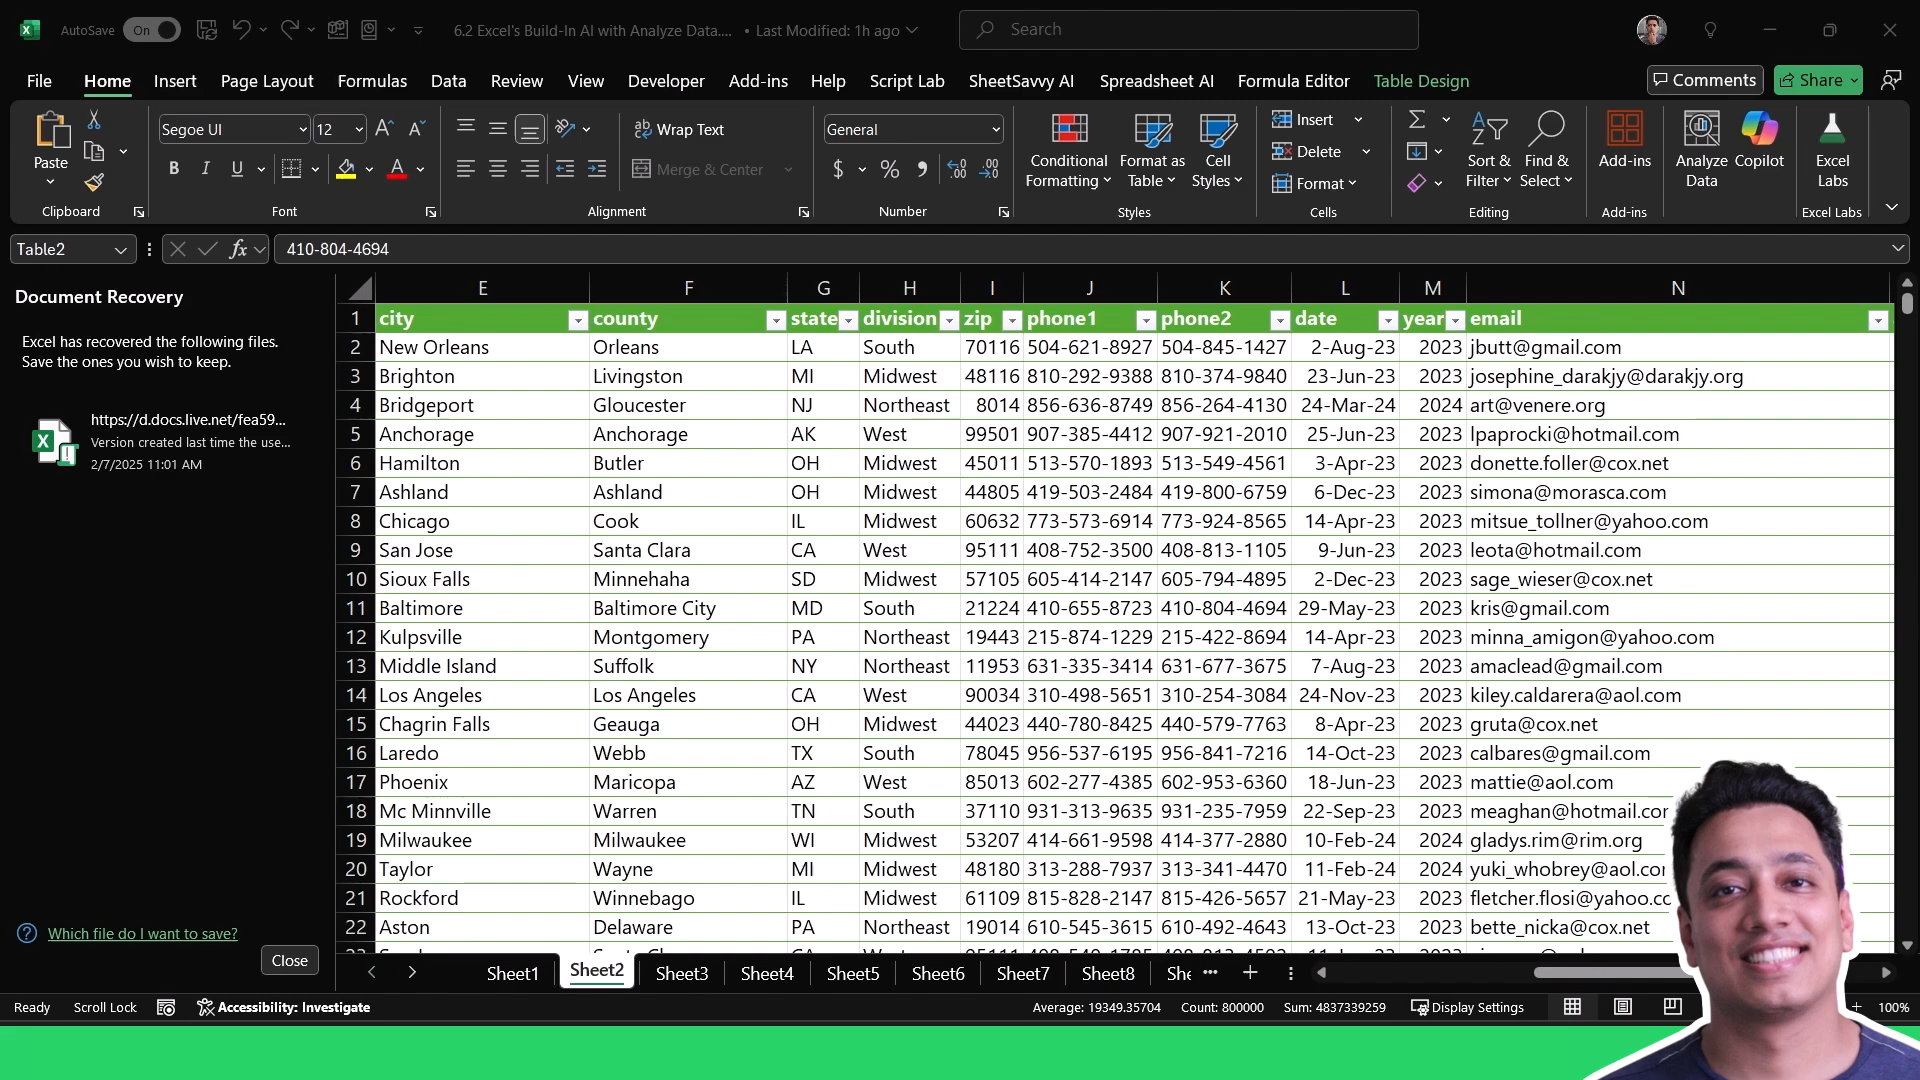 AutoSave On 6.2 Excel's Build-In AI with Analyze Data.... • Last Modified: 1h ago Search
File Home Insert Page Layout Formulas Data Review View Developer Add-ins Help Script Lab SheetSavvy AI Spreadsheet AI Formula Editor Table Design Comments Share
Segoe UI 12 Wrap Text General Insert
Paste B I U A Merge & Center $ % Conditional Formatting Format as Table Cell Styles Delete Sort & Filter Find & Select Add-ins Analyze Data Copilot Excel Labs
Format
Clipboard Font Alignment Number Styles Cells Editing Add-ins Excel Labs
Table2 fx 410-804-4694
Document Recovery
Excel has recovered the following files.
Save the ones you wish to keep.
https://d.docs.live.net/fea59...
Version created last time the use...
2/7/2025 11:01 AM
Which file do I want to save?
Close
E F G H I J K L M N
1 city county state division zip phone1 phone2 date year email
2 New Orleans Orleans LA South 70116 504-621-8927 504-845-1427 2-Aug-23 2023 jbutt@gmail.com
3 Brighton Livingston MI Midwest 48116 810-292-9388 810-374-9840 23-Jun-23 2023 josephine_darakjy@darakjy.org
4 Bridgeport Gloucester NJ Northeast 8014 856-636-8749 856-264-4130 24-Mar-24 2024 art@venere.org
5 Anchorage Anchorage AK West 99501 907-385-4412 907-921-2010 25-Jun-23 2023 lpaprocki@hotmail.com
6 Hamilton Butler OH Midwest 45011 513-570-1893 513-549-4561 3-Apr-23 2023 donette.foller@cox.net
7 Ashland Ashland OH Midwest 44805 419-503-2484 419-800-6759 6-Dec-23 2023 simona@morasca.com
8 Chicago Cook IL Midwest 60632 773-573-6914 773-924-8565 14-Apr-23 2023 mitsue_tollner@yahoo.com
9 San Jose Santa Clara CA West 95111 408-752-3500 408-813-1105 9-Jun-23 2023 leota@hotmail.com
10 Sioux Falls Minnehaha SD Midwest 57105 605-414-2147 605-794-4895 2-Dec-23 2023 sage_wieser@cox.net
11 Baltimore Baltimore City MD South 21224 410-655-8723 410-804-4694 29-May-23 2023 kris@gmail.com
12 Kulpsville Montgomery PA Northeast 19443 215-874-1229 215-422-8694 14-Apr-23 2023 minna_amigon@yahoo.com
13 Middle Island Suffolk NY Northeast 11953 631-335-3414 631-677-3675 7-Aug-23 2023 amaclead@gmail.com
14 Los Angeles Los Angeles CA West 90034 310-498-5651 310-254-3084 24-Nov-23 2023 kiley.caldarera@aol.com
15 Chagrin Falls Geauga OH Midwest 44023 440-780-8425 440-579-7763 8-Apr-23 2023 gruta@cox.net
16 Laredo Webb TX South 78045 956-537-6195 956-841-7216 14-Oct-23 2023 calbares@gmail.com
17 Phoenix Maricopa AZ West 85013 602-277-4385 602-953-6360 18-Jun-23 2023 mattie@aol.com
18 Mc Minnville Warren TN South 37110 931-313-9635 931-235-7959 22-Sep-23 2023 meaghan@hotmail.com
19 Milwaukee Milwaukee WI Midwest 53207 414-661-9598 414-377-2880 10-Feb-24 2024 gladys.rim@rim.org
20 Taylor Wayne MI Midwest 48180 313-288-7937 313-341-4470 11-Feb-24 2024 yuki_whobrey@aol.co
21 Rockford Winnebago IL Midwest 61109 815-828-2147 815-426-5657 21-May-23 2023 fletcher.flosi@yahoo.co
22 Aston Delaware PA Northeast 19014 610-545-3615 610-492-4643 13-Oct-23 2023 bette_nicka@cox.net
Sheet1 Sheet2 Sheet3 Sheet4 Sheet5 Sheet6 Sheet7 Sheet8 She
Ready Scroll Lock Accessibility: Investigate Average: 19349.35704 Count: 800000 Sum: 4837339259 Display Settings 100%